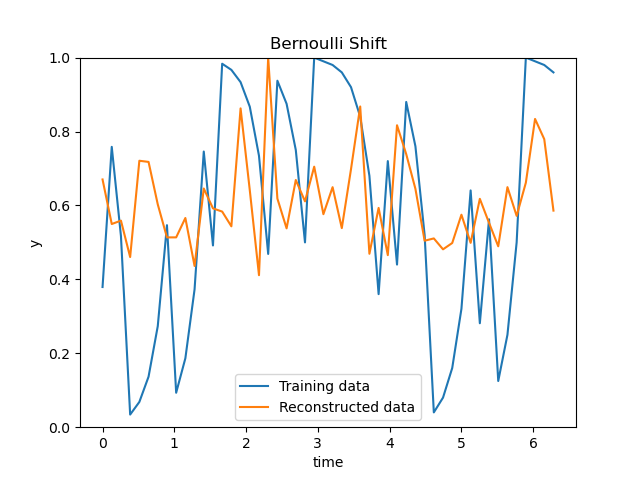 Bernoulli Shift
1.0
0.8
0.6
0.4
0.2
0.0
y
0 1 2 3 4 5 6
time
Training data
Reconstructed data